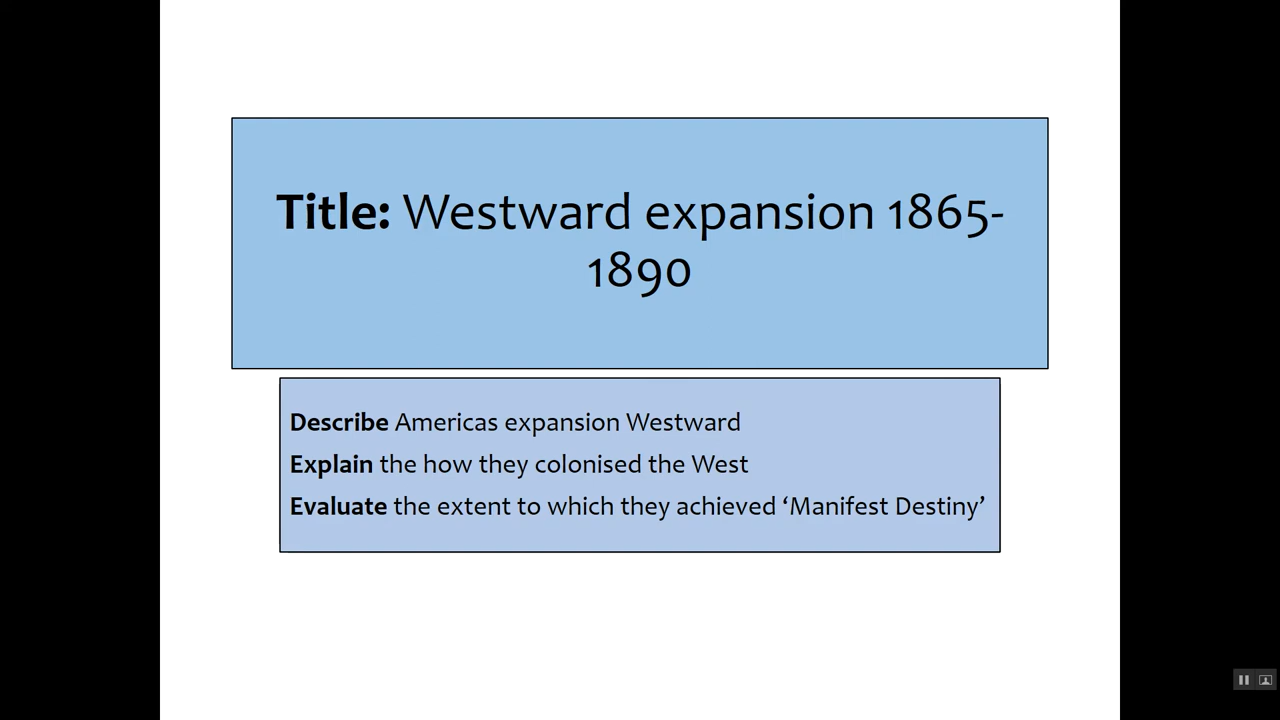 Title: Westward expansion 1865-
1890
Describe Americas expansion Westward
Explain the how they colonised the West
Evaluate the extent to which they achieved ‘Manifest Destiny’